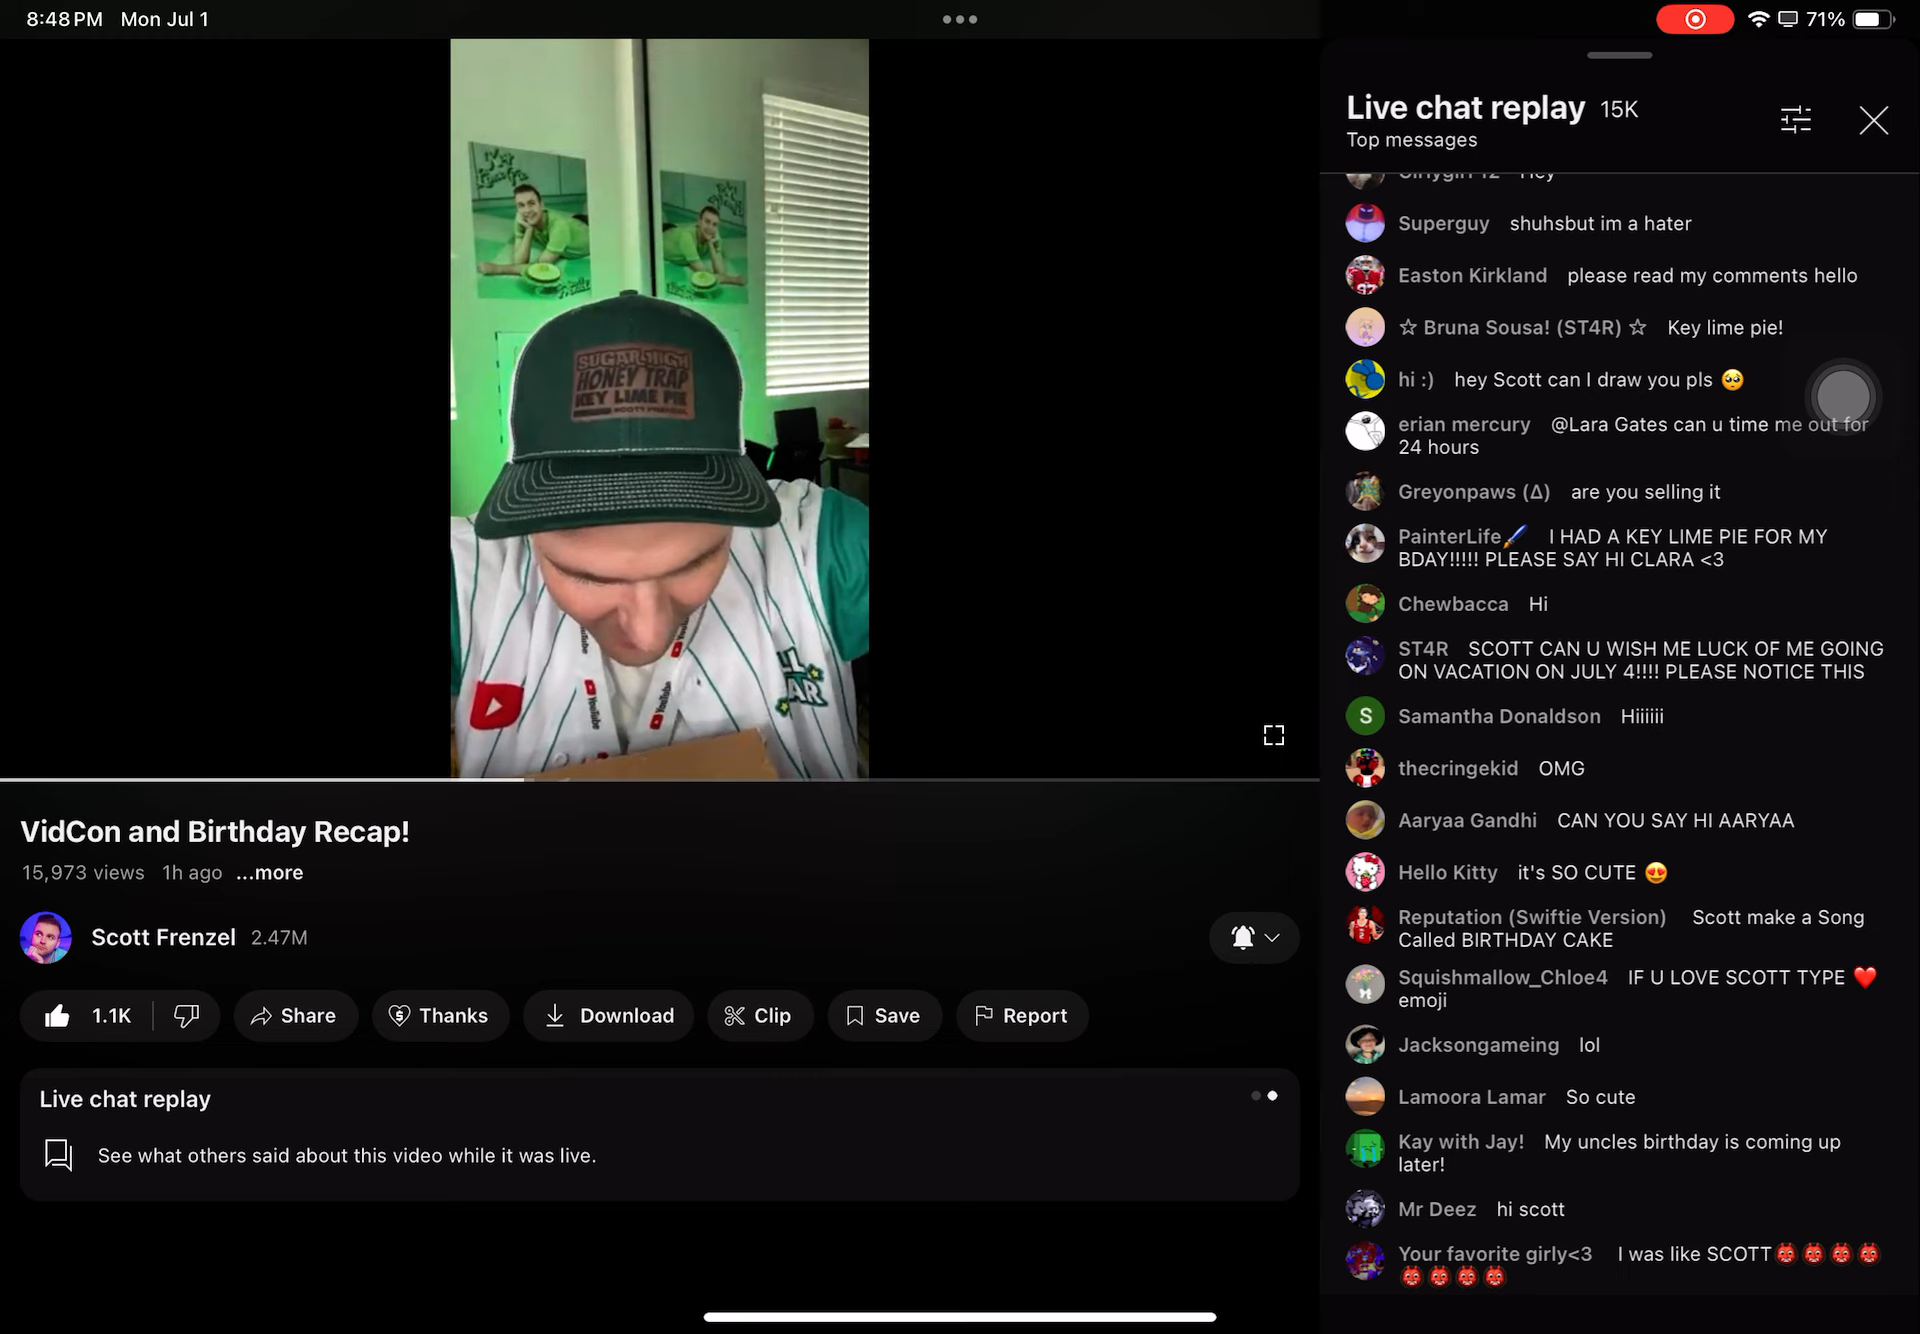 8:48 PM Mon Jul 1
71%
SUGAR HIGH
HONEY TRAP
KEY LIME PIE
SCOTT FRENZEL
YouTube
YouTube
YouTube
Live chat replay 15K
Top messages
Superguy shuhsbut im a hater
Easton Kirkland please read my comments hello
☆ Bruna Sousa! (ST4R) ☆ Key lime pie!
hi :) hey Scott can I draw you pls 🥺
erian mercury @Lara Gates can u time me out for
24 hours
Greyonpaws (Δ) are you selling it
PainterLife🖌️ I HAD A KEY LIME PIE FOR MY
BDAY!!!!! PLEASE SAY HI CLARA <3
Chewbacca Hi
ST4R SCOTT CAN U WISH ME LUCK OF ME GOING
ON VACATION ON JULY 4!!!! PLEASE NOTICE THIS
S
Samantha Donaldson Hiiiiii
thecringekid OMG
Aaryaa Gandhi CAN YOU SAY HI AARYAA
Hello Kitty it's SO CUTE 😍
Reputation (Swiftie Version) Scott make a Song
Called BIRTHDAY CAKE
Squishmallow_Chloe4 IF U LOVE SCOTT TYPE ❤️
emoji
Jacksongameing lol
Lamoora Lamar So cute
Kay with Jay! My uncles birthday is coming up
later!
Mr Deez hi scott
Your favorite girly<3 I was like SCOTT👹👹👹👹
👹👹👹👹
VidCon and Birthday Recap!
15,973 views 1h ago ...more
Scott Frenzel 2.47M
1.1K Share Thanks Download Clip Save Report
Live chat replay
See what others said about this video while it was live.